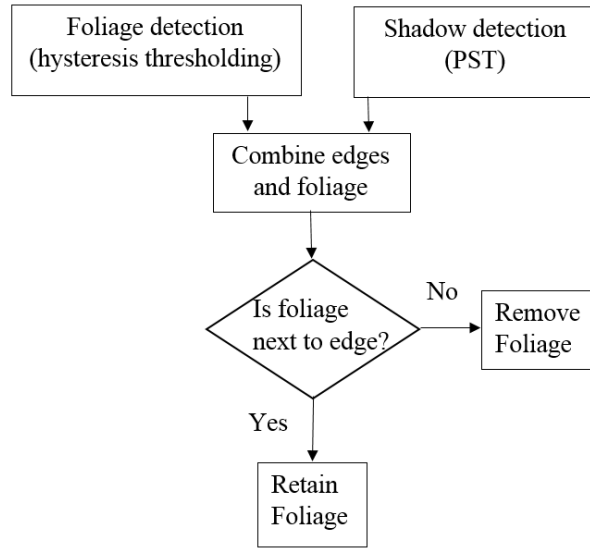 Foliage detection
(hysteresis thresholding)
Shadow detection
(PST)
Combine edges
and foliage
Is foliage
next to edge?
No
Remove
Foliage
Yes
Retain
Foliage